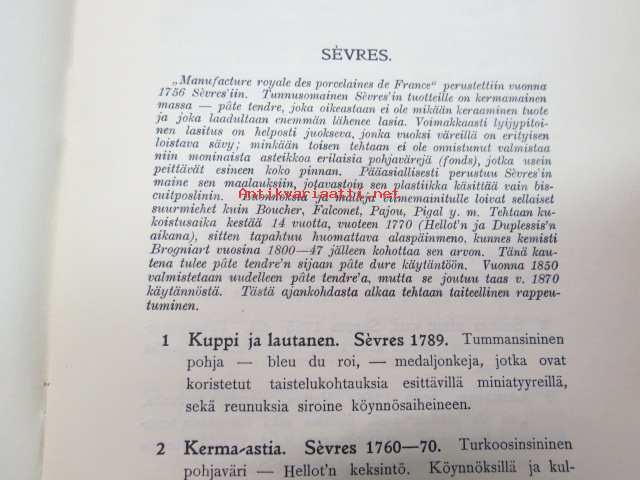 SÈVRES.
„Manufacture royale des porcelaines de France“ perustettiin vuonna
1756 Sèvres'iin. Tunnusomainen Sèvres'in tuotteille on kermamainen
massa — pâte tendre, joka oikeastaan ei ole mikään keraaminen tuote
ja joka laadultaan enemmän lähenee lasia. Voimakkaasti lyijypitoi-
nen lasitus on helposti juokseva, jonka vuoksi väreillä on erityisen
loistava sävy; minkään toisen tehtaan ei ole onnistunut valmistaa
niin moninaista asteikkoa erilaisia pohjavärejä (fonds), jotka usein
peittävät esineen koko pinnan. Pääasiallisesti perustuu Sèvres'in
maine sen maalauksiin, jotavastoin sen plastiikka käsittää vain bis-
cuitposliinin. Luonnoksia ja malleja viimemainitulle loivat sellaiset
suurmiehet kuin Boucher, Falconet, Pajou, Pigal y. m. Tehtaan ku-
koistusaika kestää 14 vuotta, vuoteen 1770 (Hellot'n ja Duplessis'n
aikana), sitten tapahtuu huomattava alaspäinmeno, kunnes kemisti
Brogniart vuosina 1800—47 jälleen kohottaa sen arvon. Tänä kau-
tena tulee pâte tendre'n sijaan pâte dure käytäntöön. Vuonna 1850
valmistetaan uudelleen pâte tendre'a, mutta se joutuu taas v. 1870
käytännöstä. Tästä ajankohdasta alkaa tehtaan taiteellinen rappeu-
tuminen.
Antikvariaatti.net
1 Kuppi ja lautanen. Sèvres 1789. Tummansininen
pohja — bleu du roi, — medaljonkeja, jotka ovat
koristetut taistelukohtauksia esittävillä miniatyyreillä,
sekä reunuksia siroine köynnösaiheineen.
2 Kerma-astia. Sèvres 1760—70. Turkoosinsininen
pohjaväri — Hellot'n keksintö. Köynnöksillä ja kul-